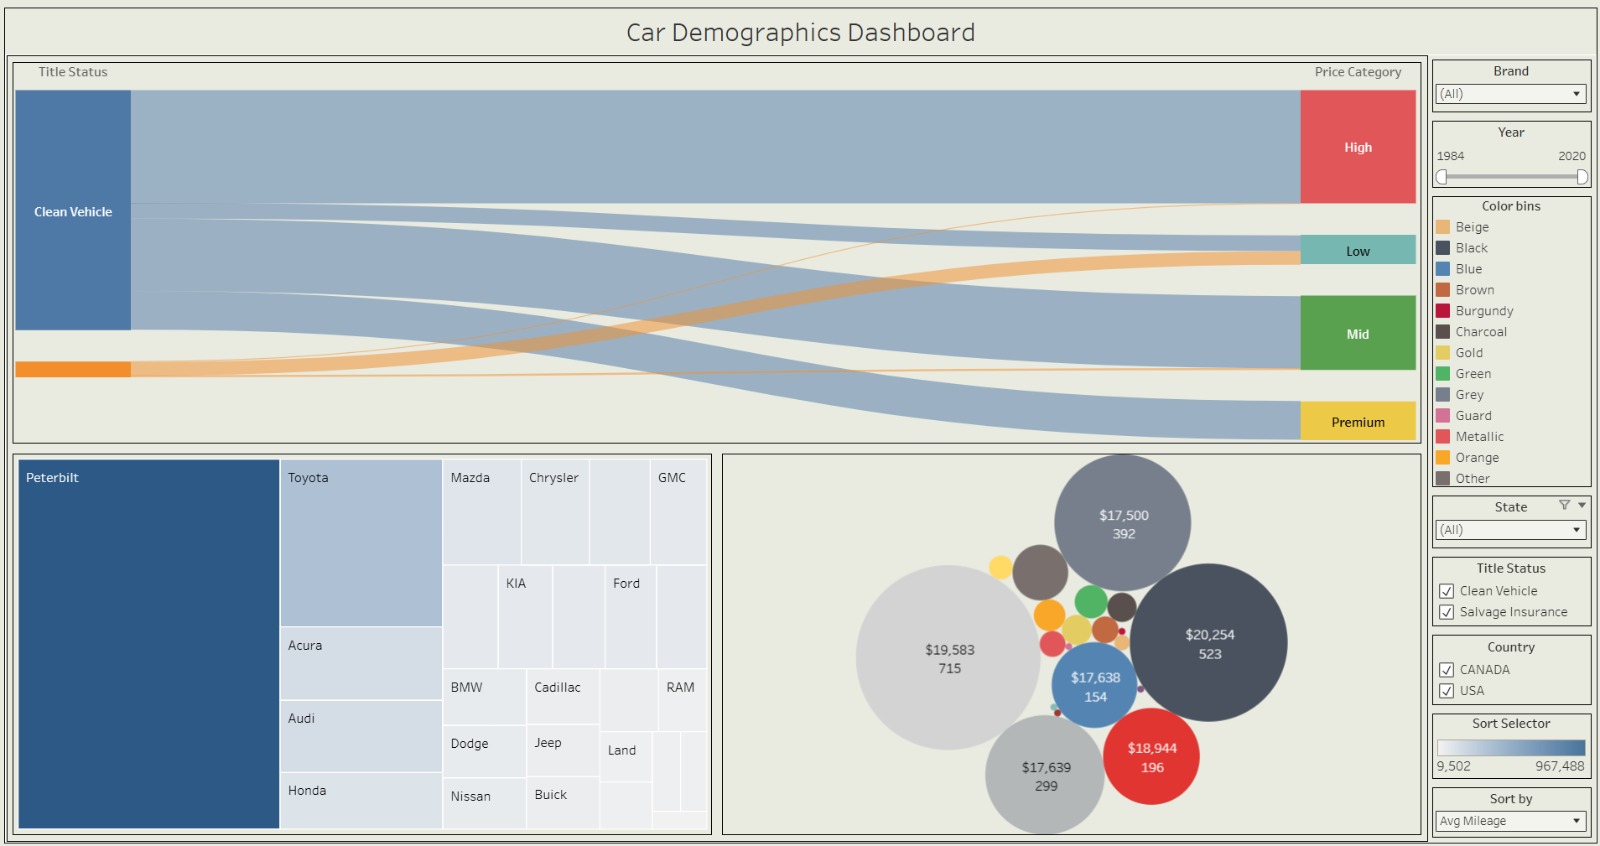 Car Demographics Dashboard
Title Status
Price Category
Clean Vehicle
High
Low
Mid
Premium
Peterbilt
Toyota
Acura
Audi
Honda
Mazda
Chrysler
GMC
KIA
Ford
BMW
Cadillac
RAM
Dodge
Jeep
Land
Nissan
Buick
$17,500
392
$19,583
715
$20,254
523
$17,638
154
$18,944
196
$17,639
299
Brand
(All)
Year
1984 2020
Color bins
Beige
Black
Blue
Brown
Burgundy
Charcoal
Gold
Green
Grey
Guard
Metallic
Orange
Other
State
(All)
Title Status
Clean Vehicle
Salvage Insurance
Country
CANADA
USA
Sort Selector
9,502 967,488
Sort by
Avg Mileage